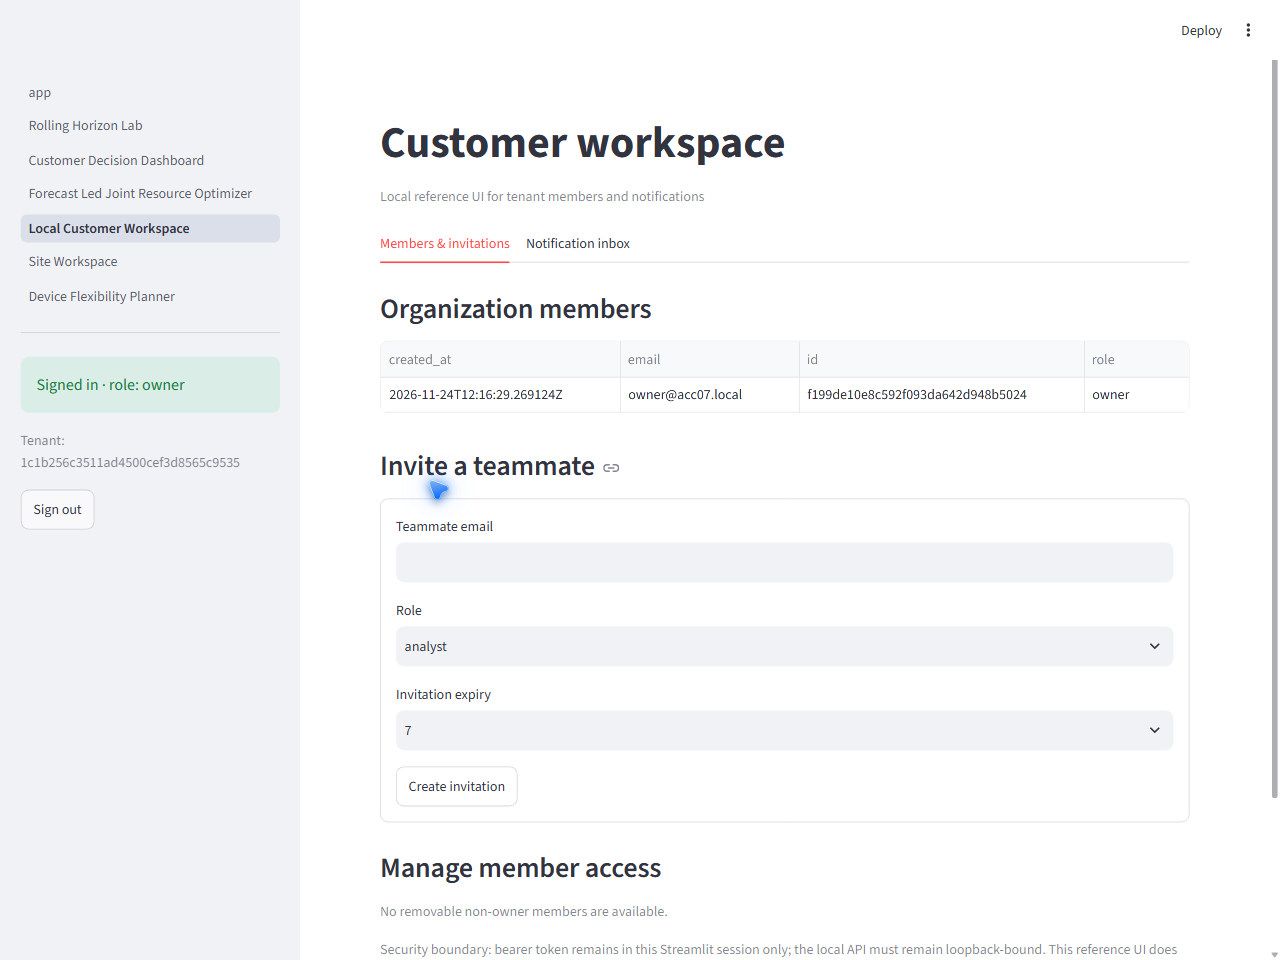 Deploy
app
Rolling Horizon Lab
Customer Decision Dashboard
Forecast Led Joint Resource Optimizer
Local Customer Workspace
Site Workspace
Device Flexibility Planner
Signed in · role: owner
Tenant:
1c1b256c3511ad4500cef3d8565c9535
Sign out
Customer workspace
Local reference UI for tenant members and notifications
Members & invitations Notification inbox
Organization members
created_at email id role
2026-11-24T12:16:29.269124Z owner@acc07.local f199de10e8c592f093da642d948b5024 owner
Invite a teammate
Teammate email
Role
analyst
Invitation expiry
7
Create invitation
Manage member access
No removable non-owner members are available.
Security boundary: bearer token remains in this Streamlit session only; the local API must remain loopback-bound. This reference UI does